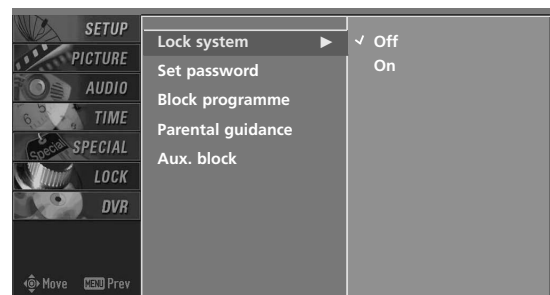 SETUP
PICTURE
AUDIO
TIME
Special SPECIAL
LOCK
DVR
Move MENU Prev
Lock system ▶
Set password
Block programme
Parental guidance
Aux. block
✓ Off
On